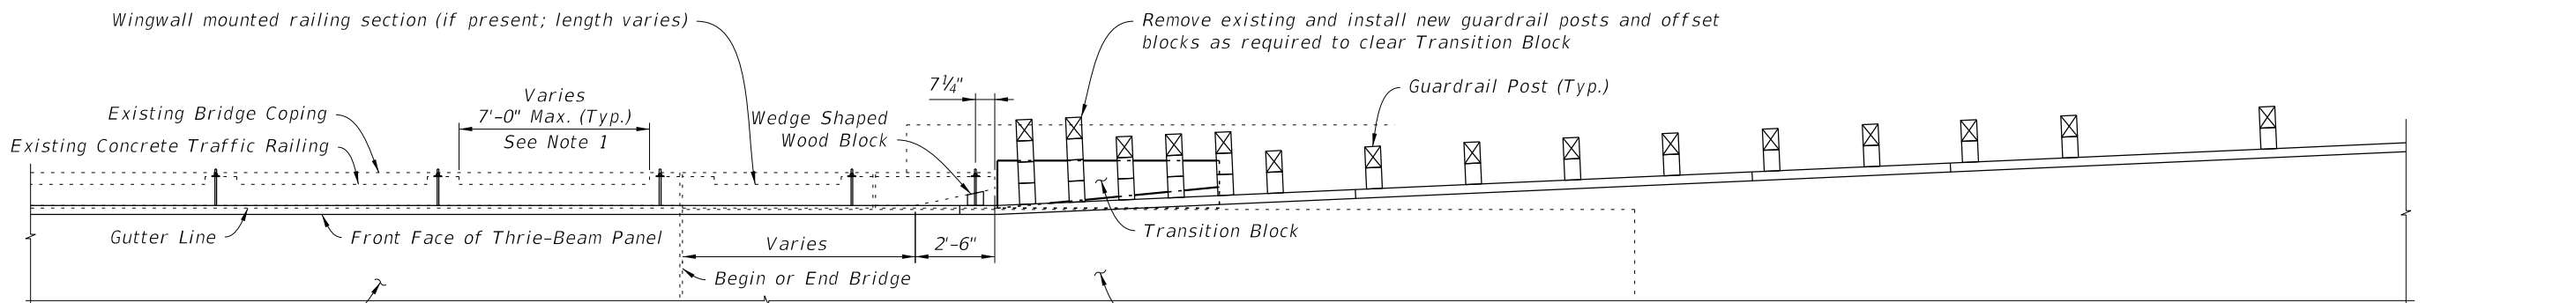 Wingwall mounted railing section (if present; length varies)
Remove existing and install new guardrail posts and offset
blocks as required to clear Transition Block
7¼"
Guardrail Post (Typ.)
Varies
7'-0" Max. (Typ.)
See Note 1
Existing Bridge Coping
Existing Concrete Traffic Railing
Wedge Shaped
Wood Block
Gutter Line
Front Face of Thrie-Beam Panel
Varies
2'-6"
Transition Block
Begin or End Bridge